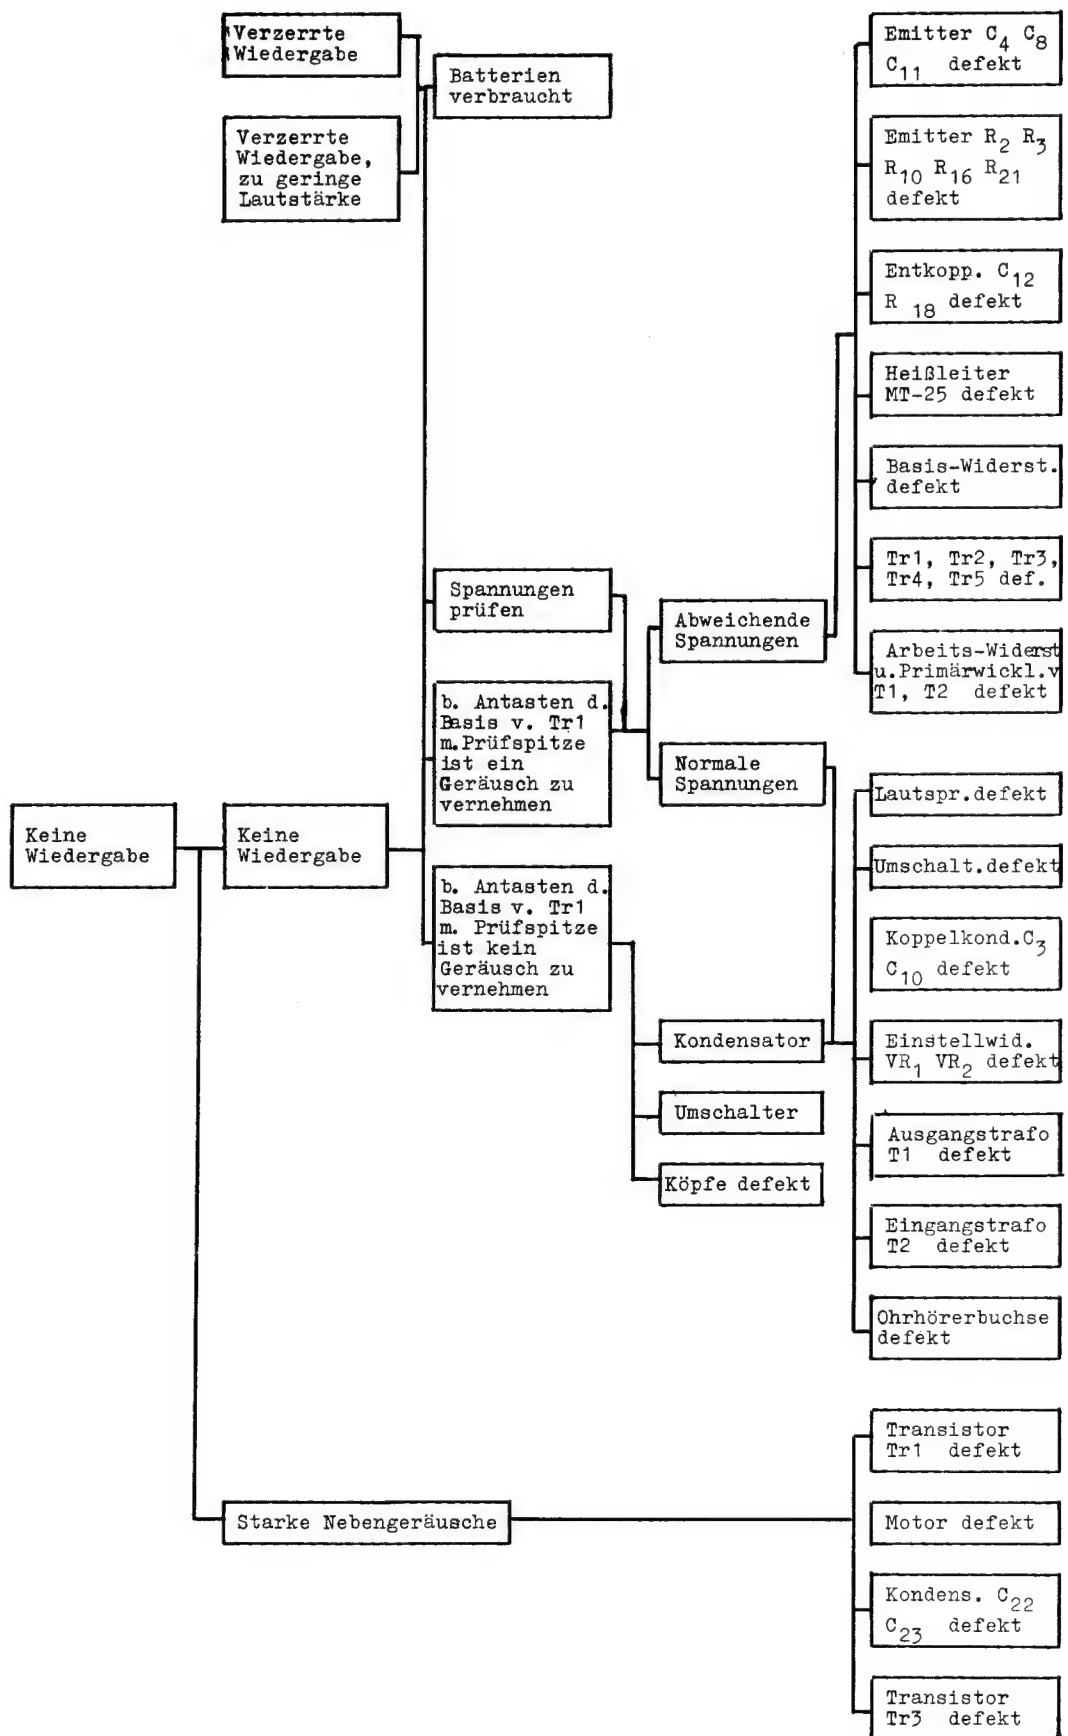 Verzerrte
Wiedergabe
Verzerrte
Wiedergabe,
zu geringe
Lautstärke
Batterien
verbraucht
Emitter C4 C8
C11 defekt
Emitter R2 R3
R10 R16 R21
defekt
Entkopp. C12
R 18 defekt
Heißleiter
MT-25 defekt
Basis-Widerst.
defekt
Tr1, Tr2, Tr3,
Tr4, Tr5 def.
Arbeits-Widerst
u.Primärwickl.v
T1, T2 defekt
Spannungen
prüfen
Abweichende
Spannungen
b. Antasten d.
Basis v. Tr1
m.Prüfspitze
ist ein
Geräusch zu
vernehmen
Normale
Spannungen
Keine
Wiedergabe
Keine
Wiedergabe
b. Antasten d.
Basis v. Tr1
m. Prüfspitze
ist kein
Geräusch zu
vernehmen
Kondensator
Umschalter
Köpfe defekt
Lautspr.defekt
Umschalt.defekt
Koppelkond.C3
C10 defekt
Einstellwid.
VR1 VR2 defekt
Ausgangstrafo
T1 defekt
Eingangstrafo
T2 defekt
Ohrhörerbuchse
defekt
Starke Nebengeräusche
Transistor
Tr1 defekt
Motor defekt
Kondens. C22
C23 defekt
Transistor
Tr3 defekt